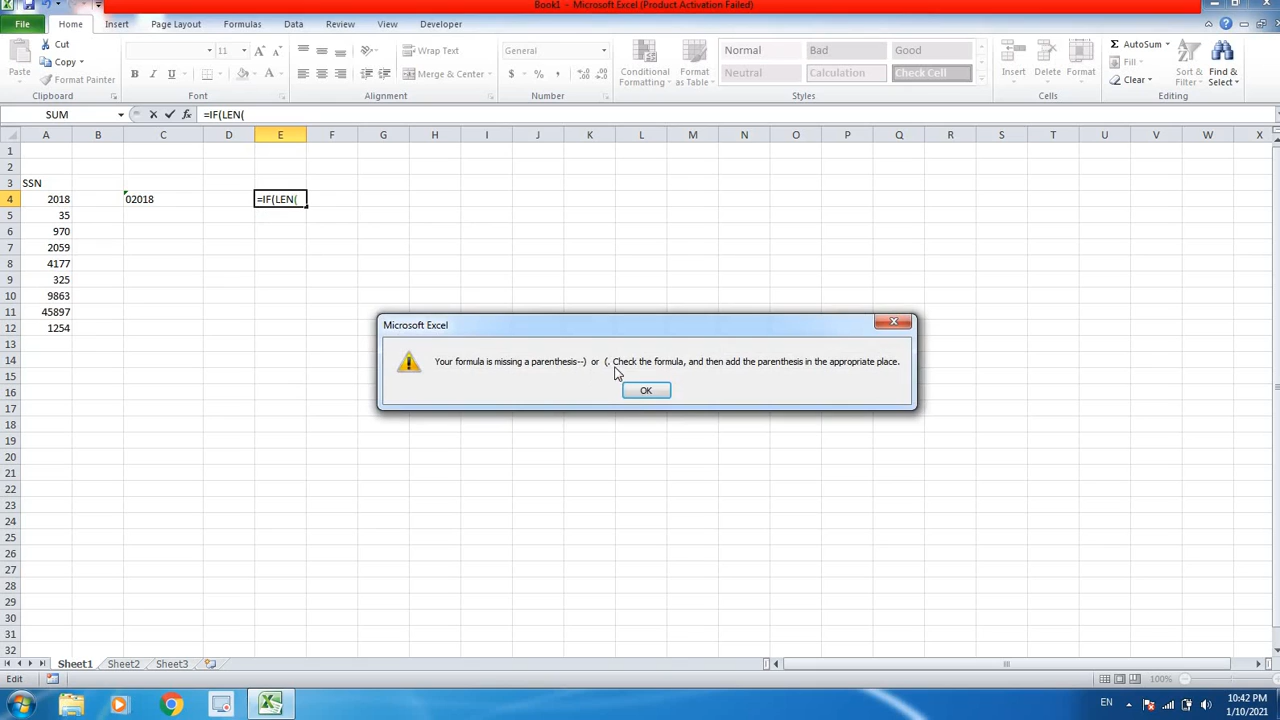 Book1 - Microsoft Excel (Product Activation Failed)
File Home Insert Page Layout Formulas Data Review View Developer
Cut
Copy
Format Painter
Paste
Clipboard
11
A A
B I U
A
Font
Wrap Text
Merge & Center
Alignment
General
$ % ,
Number
Conditional Formatting
Format as Table
Normal Bad Good
Neutral Calculation Check Cell
Styles
Insert Delete Format
Cells
Σ AutoSum
Fill
Clear
Sort & Filter
Find & Select
Editing
SUM fx =IF(LEN(
A B C D E F G H I J K L M N O P Q R S T U V W X
1
2
3 SSN
4 2018 02018 =IF(LEN(
5 35
6 970
7 2059
8 4177
9 325
10 9863
11 45897
12 1254
13
14
15
16
17
18
19
20
21
22
23
24
25
26
27
28
29
30
31
32
Microsoft Excel
Your formula is missing a parenthesis--) or (. Check the formula, and then add the parenthesis in the appropriate place.
OK
Sheet1 Sheet2 Sheet3
Edit 100%
EN 10:42 PM
1/10/2021